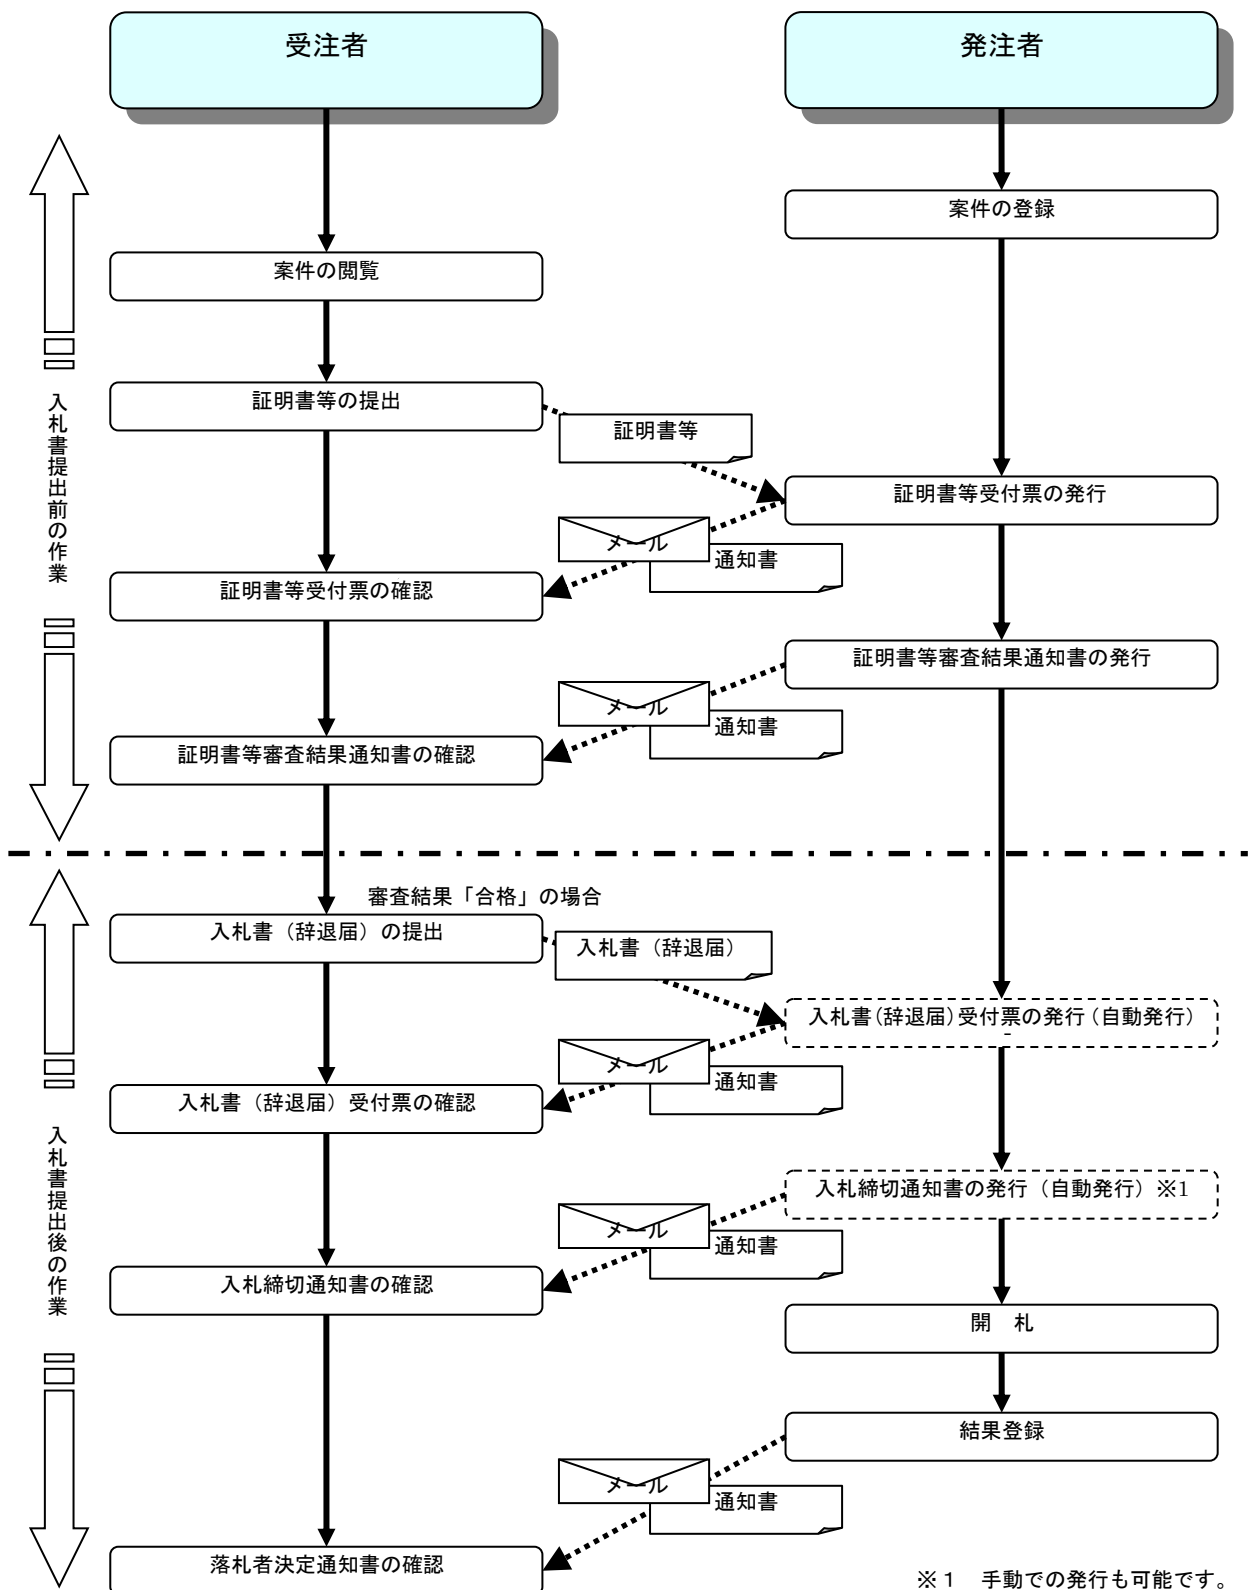 受注者
発注者
案件の登録
案件の閲覧
証明書等の提出
証明書等
証明書等受付票の発行
メール
通知書
証明書等受付票の確認
証明書等審査結果通知書の発行
メール
通知書
証明書等審査結果通知書の確認
入札書提出前の作業
審査結果「合格」の場合
入札書（辞退届）の提出
入札書（辞退届）
入札書（辞退届）受付票の発行（自動発行）
メール
通知書
入札書（辞退届）受付票の確認
入札締切通知書の発行（自動発行）※1
メール
通知書
入札締切通知書の確認
開　札
結果登録
メール
通知書
落札者決定通知書の確認
入札書提出後の作業
※１　手動での発行も可能です。